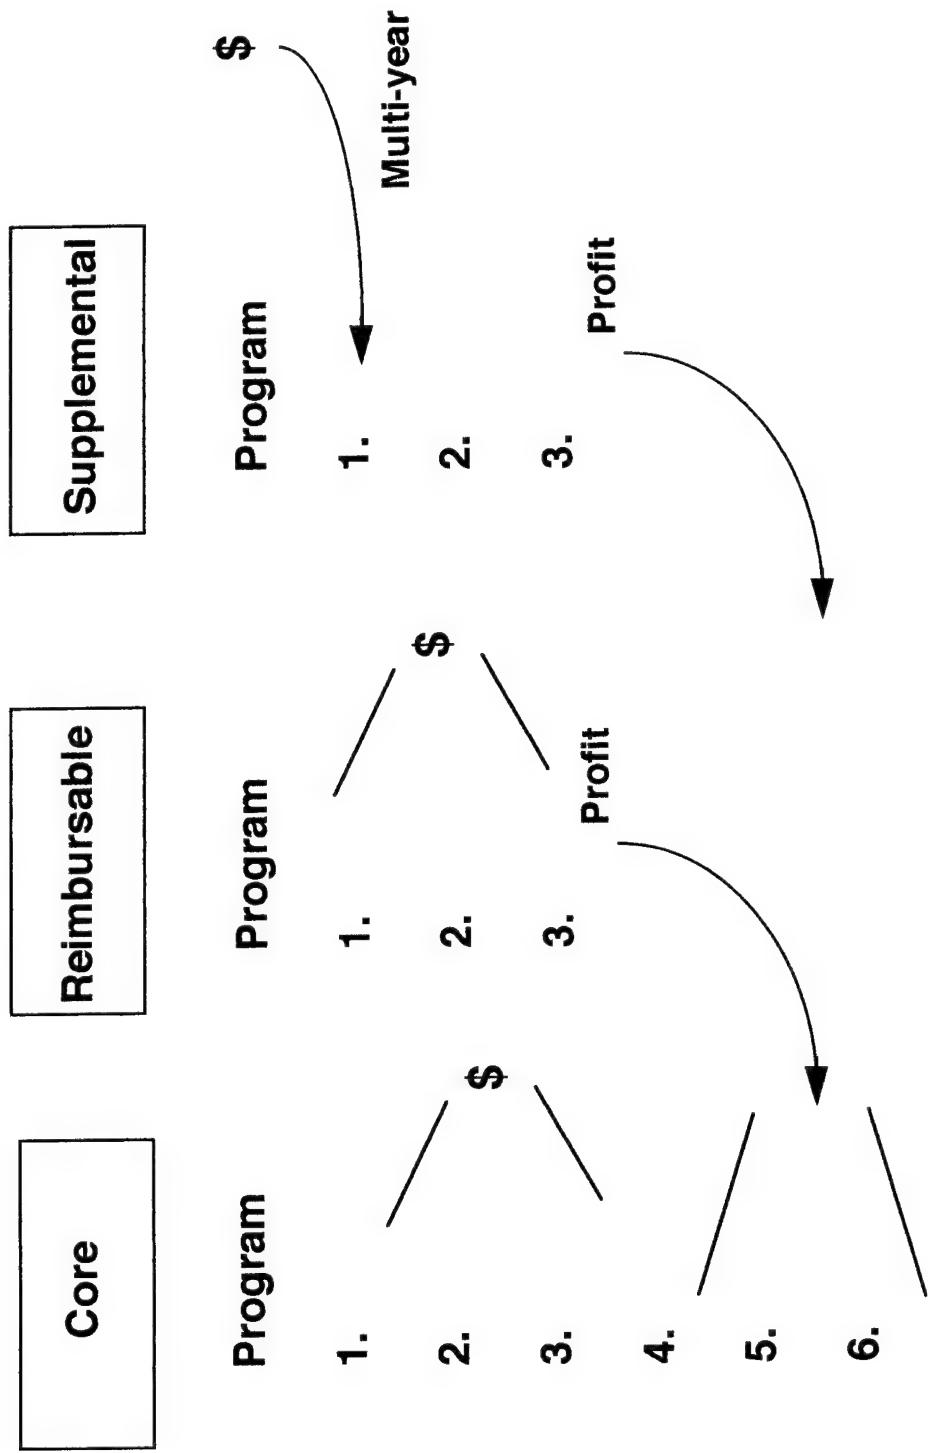 Core
Program
1.
2.
3.
4.
5.
6.
$
Reimbursable
Program
1.
2.
3.
$
Profit
Supplemental
Program
1.
2.
3.
$
Multi-year
Profit